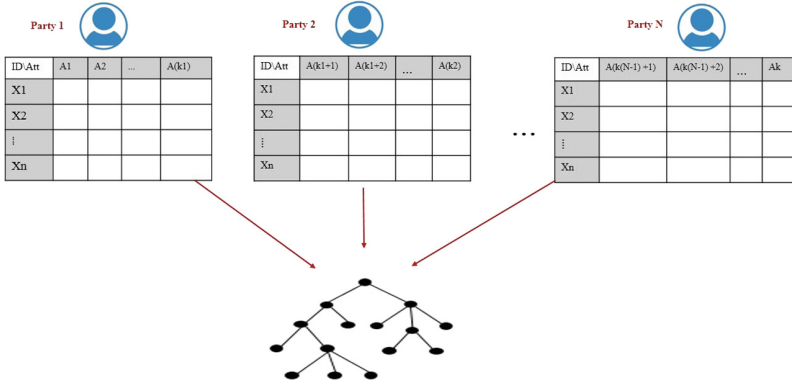 Party 1
Party 2
Party N
ID\Att A1 A2 ... A(k1)
X1
X2
⁞
Xn
ID\Att A(k1+1) A(k1+2) ... A(k2)
X1
X2
⁞
Xn
...
ID\Att A(k(N-1) +1) A(k(N-1) +2) ... Ak
X1
X2
⁞
Xn